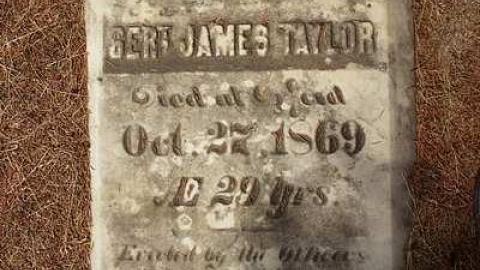 SERT JAMES TAYLOR
Died at
Oct. 27. 1869
Æ 29 yrs.
Erected by the Officers